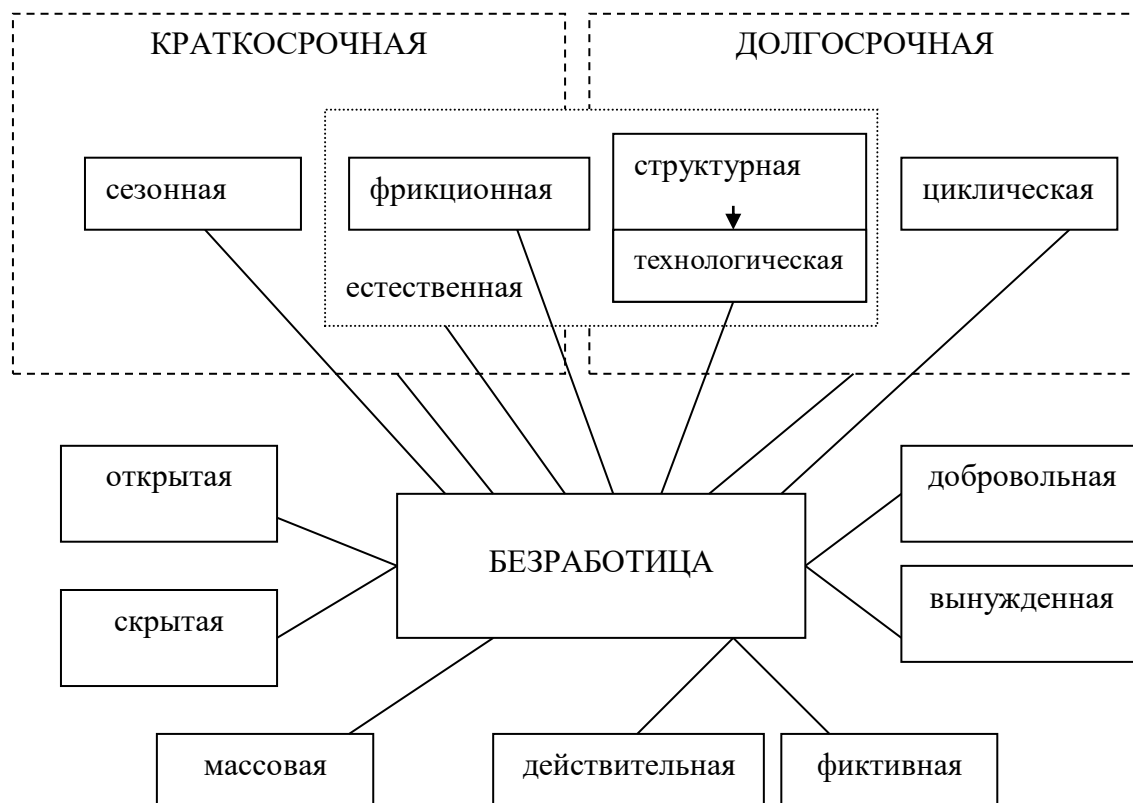 КРАТКОСРОЧНАЯ
ДОЛГОСРОЧНАЯ
сезонная
фрикционная
структурная
циклическая
технологическая
естественная
открытая
добровольная
БЕЗРАБОТИЦА
скрытая
вынужденная
массовая
действительная
фиктивная